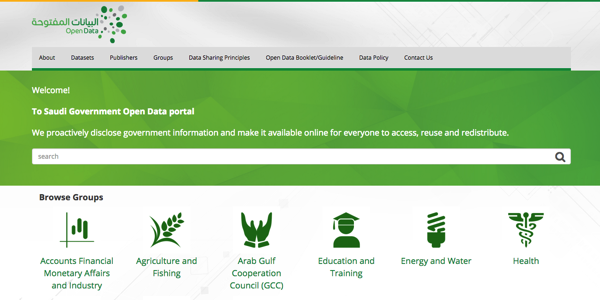 البيانات المفتوحة
Open Data
About Datasets Publishers Groups Data Sharing Principles Open Data Booklet/Guideline Data Policy Contact Us
Welcome!
To Saudi Government Open Data portal
We proactively disclose government information and make it available online for everyone to access, reuse and redistribute.
search
Browse Groups
Accounts Financial
Monetary Affairs
and Industry
Agriculture and
Fishing
Arab Gulf
Cooperation
Council (GCC)
Education and
Training
Energy and Water
Health